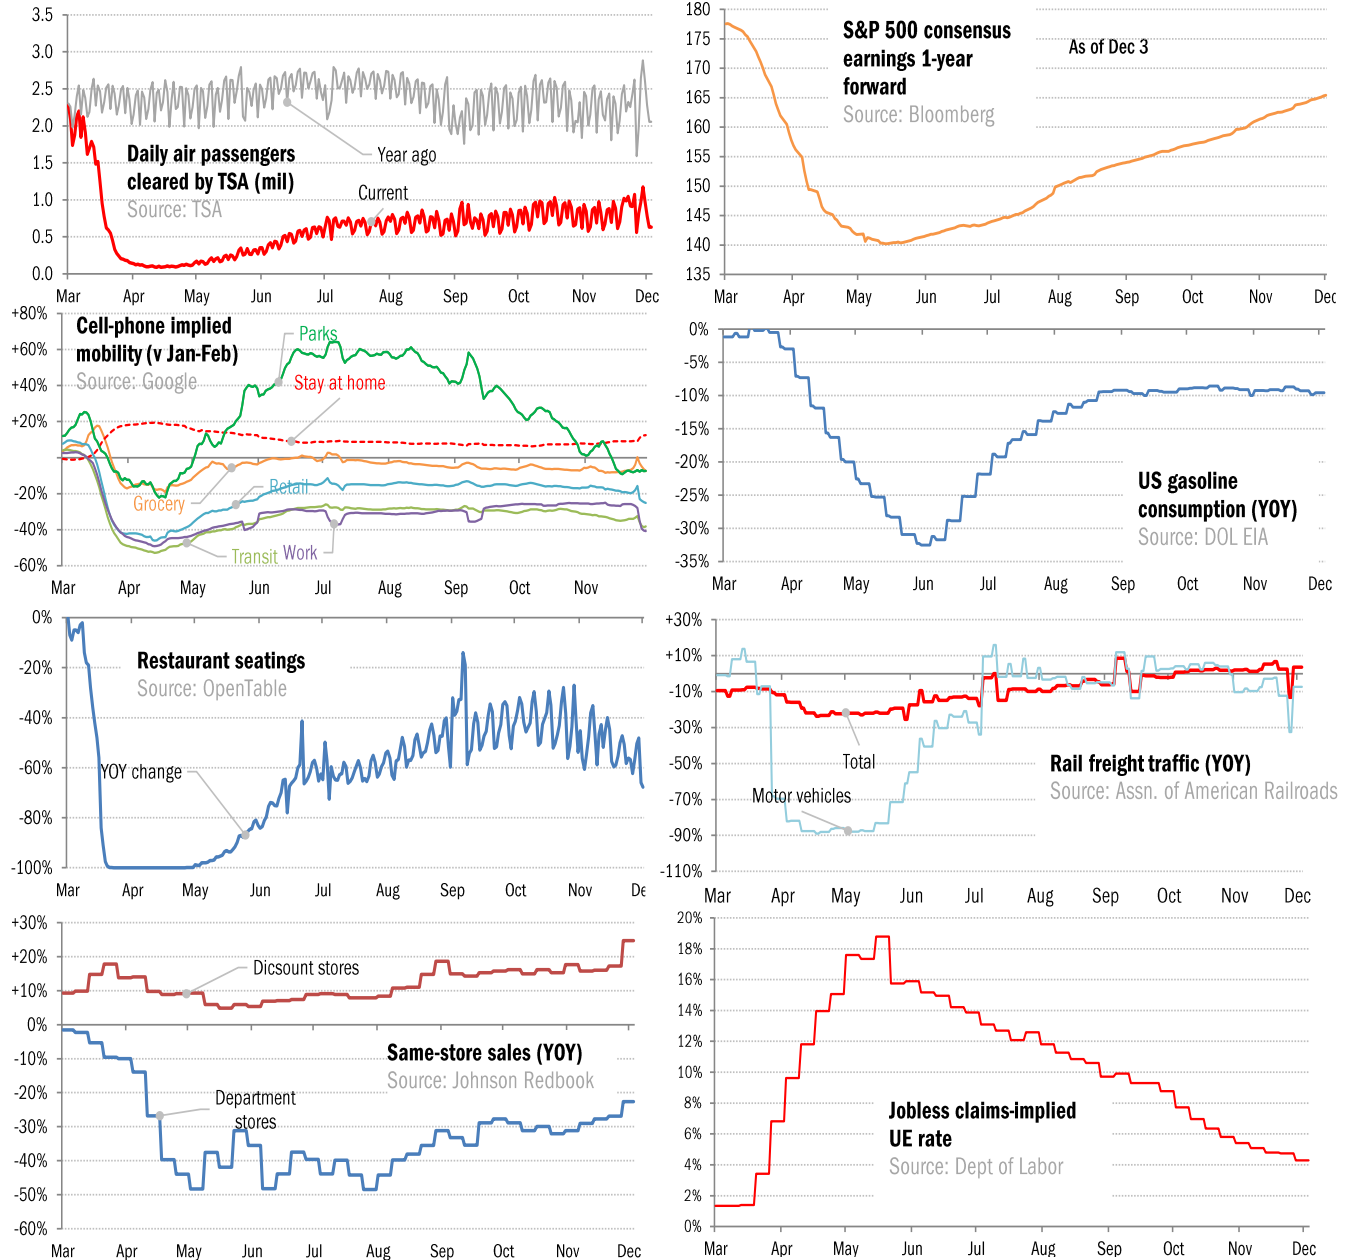 3.5
3.0
2.5
2.0
1.5
1.0
0.5
0.0
Daily air passengers
cleared by TSA (mil)
Source: TSA
Year ago
Current
Mar Apr May Jun Jul Aug Sep Oct Nov Dec
180
175
170
165
160
155
150
145
140
135
S&P 500 consensus
earnings 1-year
forward
Source: Bloomberg
As of Dec 3
Mar Apr May Jun Jul Aug Sep Oct Nov Dec
+80%
+60%
+40%
+20%
-20%
-40%
-60%
Cell-phone implied
mobility (v Jan-Feb)
Source: Google
Parks
Stay at home
Grocery
Retail
Transit
Work
Mar Apr May Jun Jul Aug Sep Oct Nov
0%
-5%
-10%
-15%
-20%
-25%
-30%
-35%
US gasoline
consumption (YOY)
Source: DOL EIA
Mar Apr May Jun Jul Aug Sep Oct Nov Dec
0%
-20%
-40%
-60%
-80%
-100%
Restaurant seatings
Source: OpenTable
YOY change
Mar Apr May Jun Jul Aug Sep Oct Nov De
+30%
+10%
-10%
-30%
-50%
-70%
-90%
-110%
Total
Motor vehicles
Rail freight traffic (YOY)
Source: Assn. of American Railroads
Mar Apr May Jun Jul Aug Sep Oct Nov Dec
+30%
+20%
+10%
0%
-10%
-20%
-30%
-40%
-50%
-60%
Dicsount stores
Same-store sales (YOY)
Source: Johnson Redbook
Department
stores
Mar Apr May Jun Jul Aug Sep Oct Nov Dec
20%
18%
16%
14%
12%
10%
8%
6%
4%
2%
0%
Jobless claims-implied
UE rate
Source: Dept of Labor
Mar Apr May Jun Jul Aug Sep Oct Nov Dec